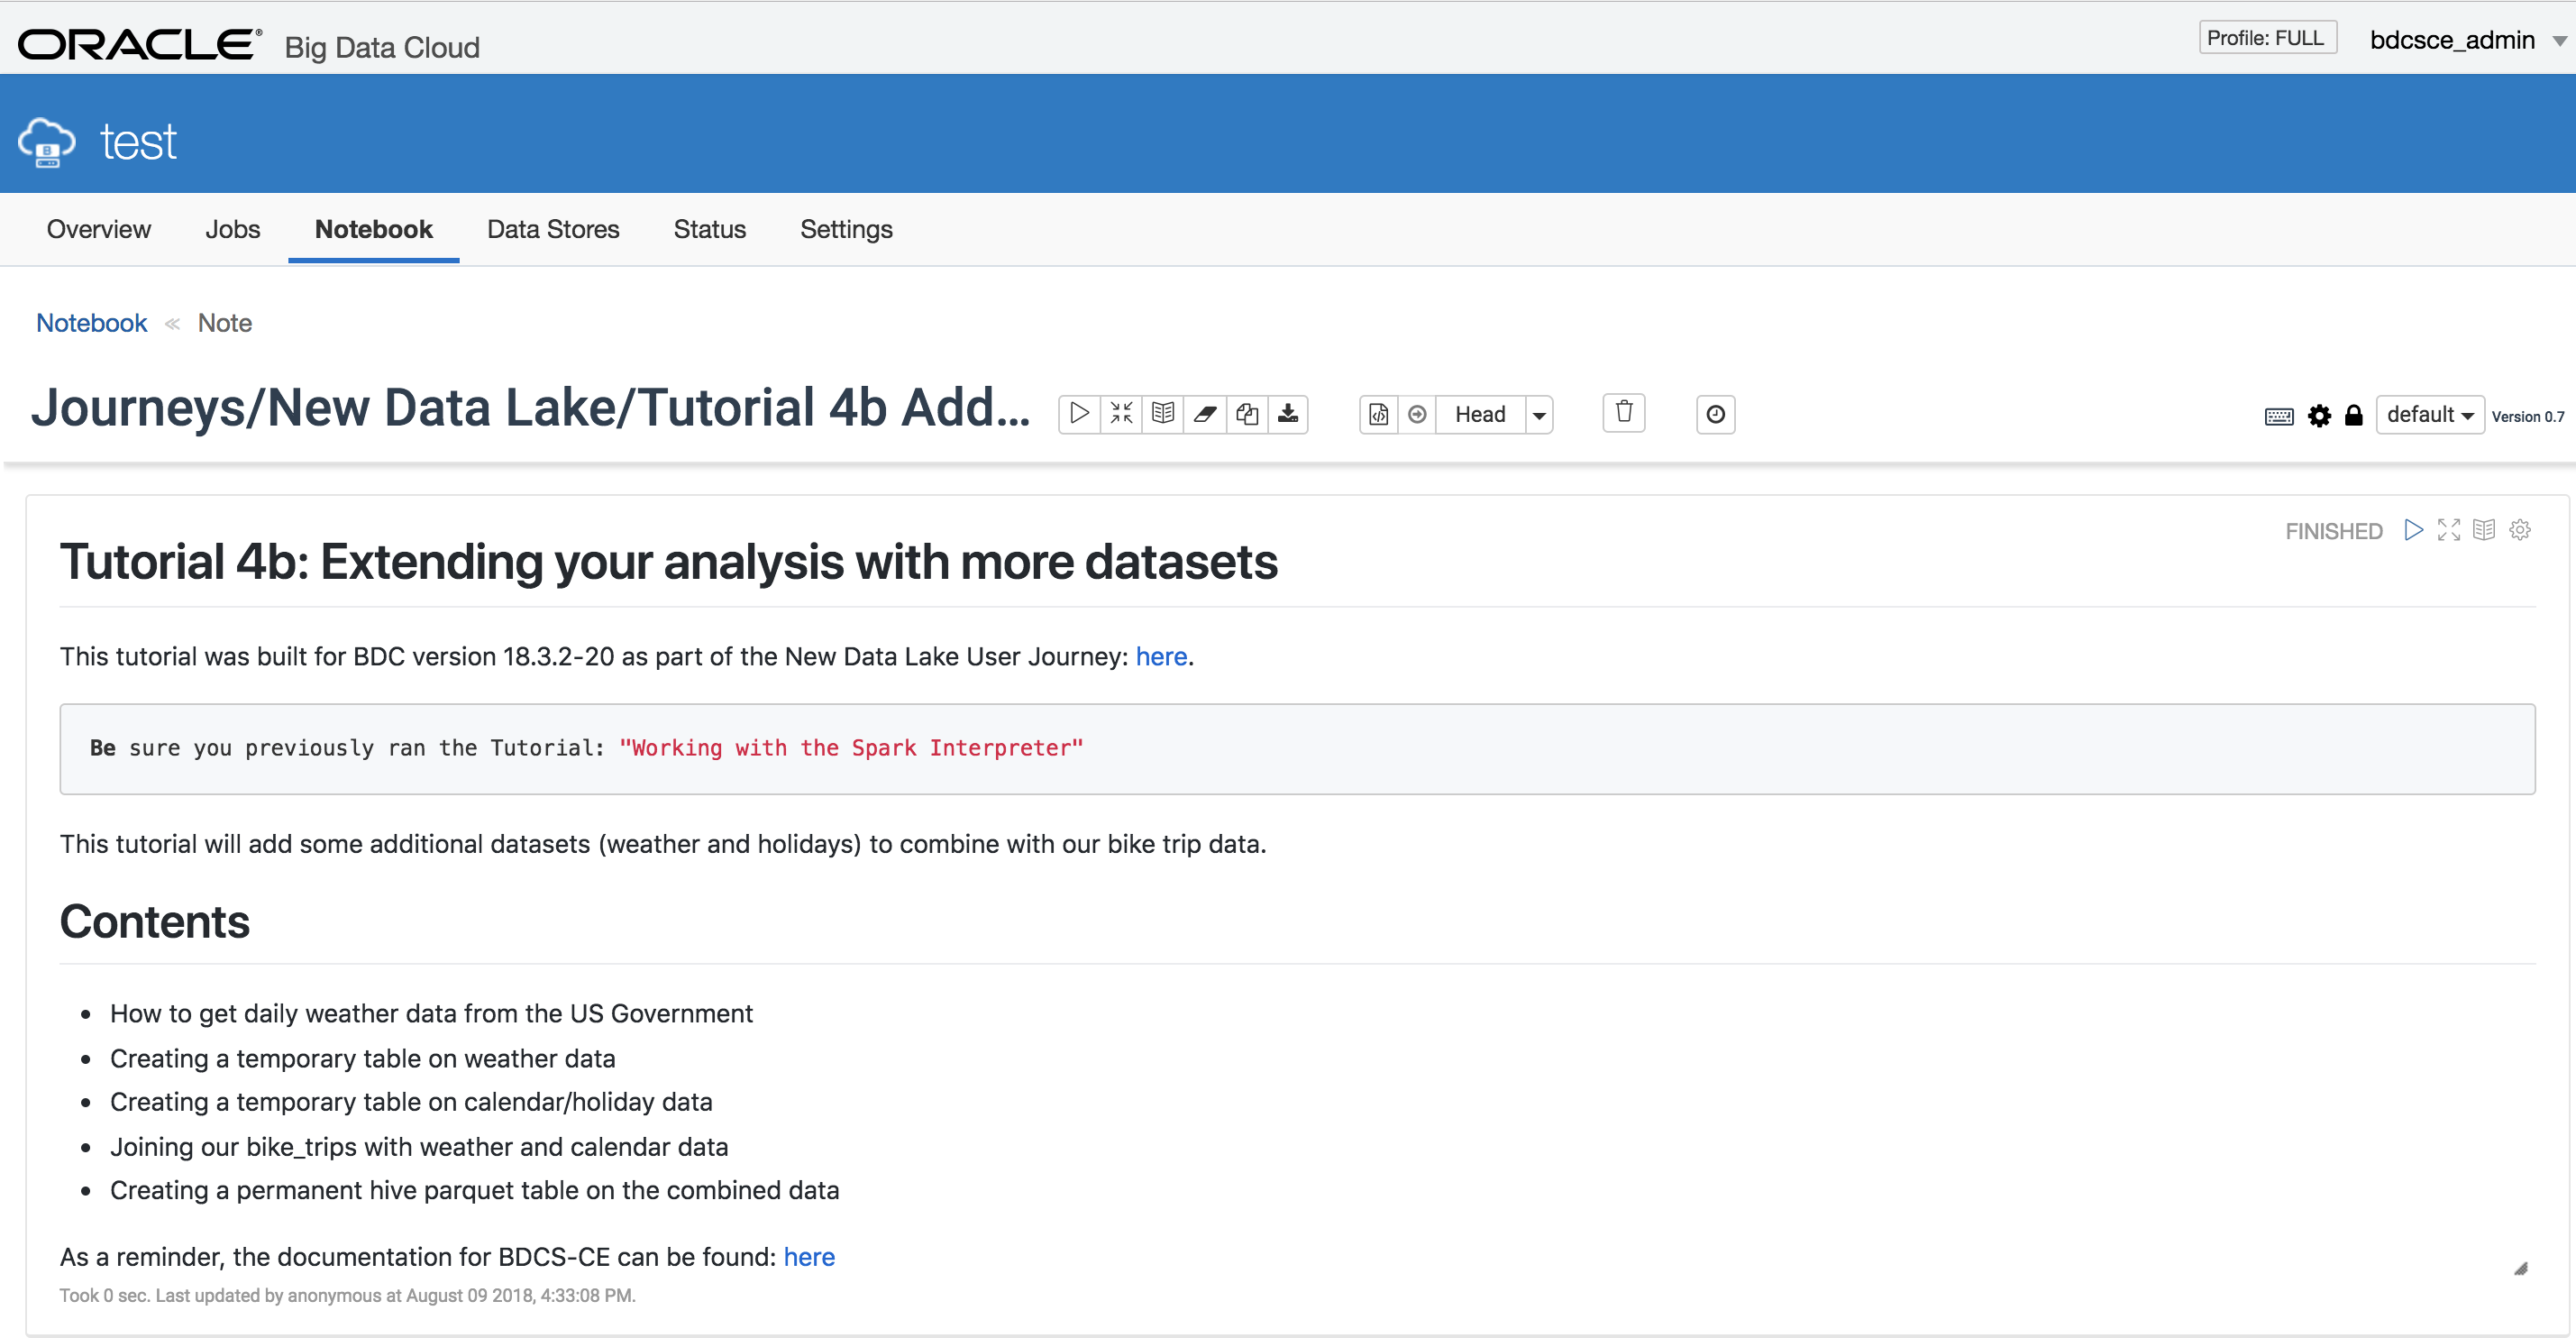 ORACLE® Big Data Cloud Profile: FULL bdcsce_admin
test
Overview Jobs Notebook Data Stores Status Settings
Notebook « Note
Journeys/New Data Lake/Tutorial 4b Add... Head default Version 0.7
FINISHED
Tutorial 4b: Extending your analysis with more datasets
This tutorial was built for BDC version 18.3.2-20 as part of the New Data Lake User Journey: here.
Be sure you previously ran the Tutorial: "Working with the Spark Interpreter"
This tutorial will add some additional datasets (weather and holidays) to combine with our bike trip data.
Contents
• How to get daily weather data from the US Government
• Creating a temporary table on weather data
• Creating a temporary table on calendar/holiday data
• Joining our bike_trips with weather and calendar data
• Creating a permanent hive parquet table on the combined data
As a reminder, the documentation for BDCS-CE can be found: here
Took 0 sec. Last updated by anonymous at August 09 2018, 4:33:08 PM.